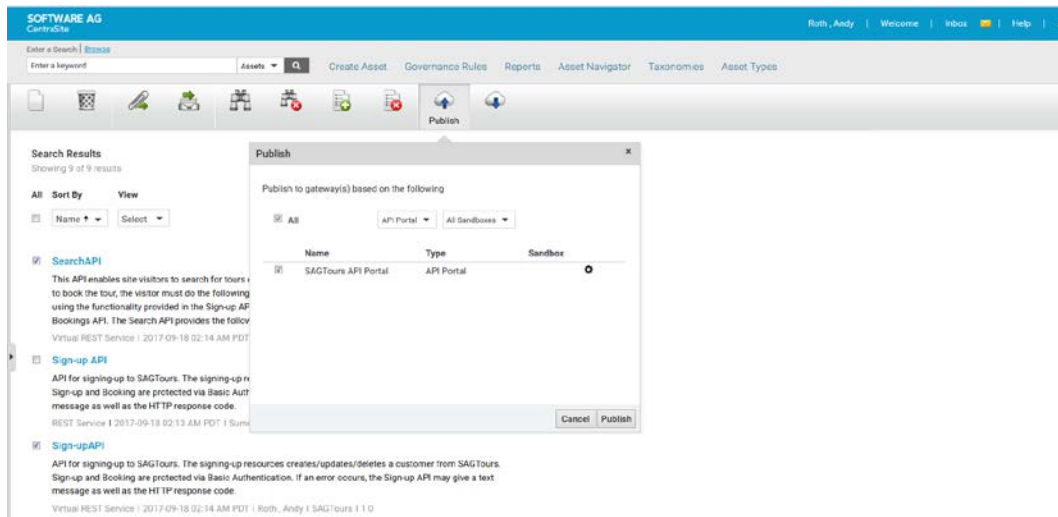 SOFTWARE AG
CentraSite
Roth , Andy | Welcome | Inbox | Help |
Enter a Search | Browse
Enter a keyword Assets Create Asset Governance Rules Reports Asset Navigator Taxonomies Asset Types
Publish
Search Results
Showing 9 of 9 results
All Sort By View
Name ↑ Select
SearchAPI
This API enables site visitors to search for tours
to book the tour, the visitor must do the following
using the functionality provided in the Sign-up AP
Bookings API. The Search API provides the follow
Virtual REST Service | 2017-09-18 02:14 AM PDT
Sign-up API
API for signing-up to SAGTours. The signing-up re
Sign-up and Booking are protected via Basic Auth
message as well as the HTTP response code.
REST Service | 2017-09-18 02:13 AM PDT | Sum
Sign-upAPI
API for signing-up to SAGTours. The signing-up resources creates/updates/deletes a customer from SAGTours.
Sign-up and Booking are protected via Basic Authentication. If an error occurs, the Sign-up API may give a text
message as well as the HTTP response code.
Virtual REST Service | 2017-09-18 02:14 AM PDT | Roth , Andy | SAGTours | 1.0
Publish x
Publish to gateway(s) based on the following
All API Portal All Sandboxes
Name Type Sandbox
SAGTours API Portal API Portal
Cancel Publish